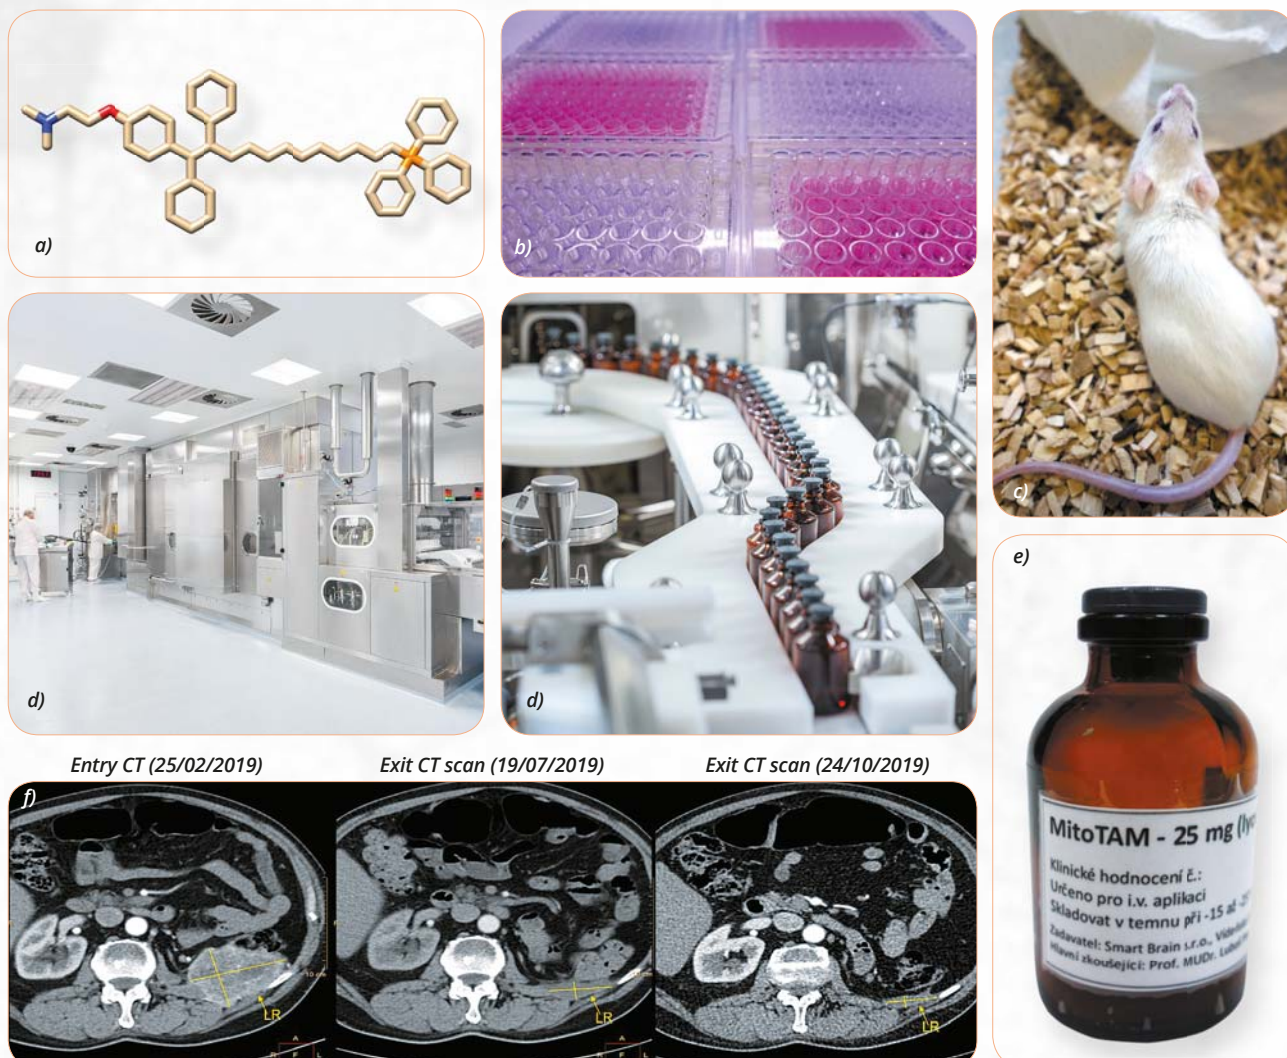 a)
b)
c)
d)
d)
e)
MitoTAM - 25 mg
Klinické hodnocení č.:
Určeno pro i.v. aplikaci
Skladovat v temnu při -15 až
Zadavatel: Smart Brain s.r.o.,
Hlavní zkoušející: Prof. MUDr.
Entry CT (25/02/2019)
Exit CT scan (19/07/2019)
Exit CT scan (24/10/2019)
f)
LR
LR
LR